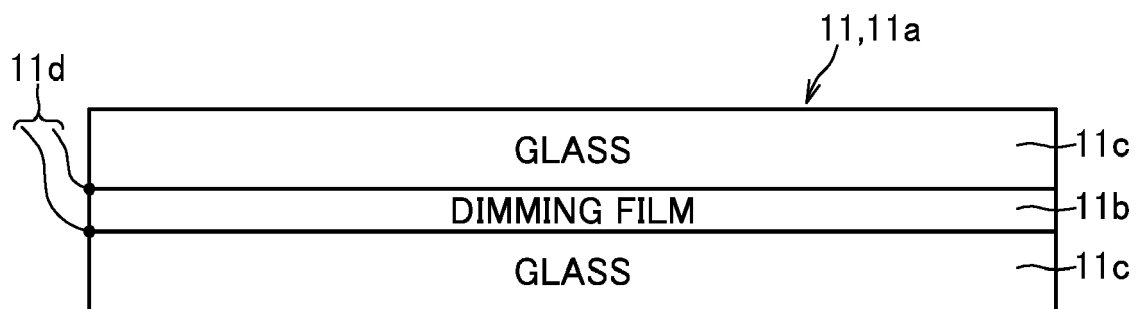 11,11a
11d
GLASS 11c
DIMMING FILM 11b
GLASS 11c